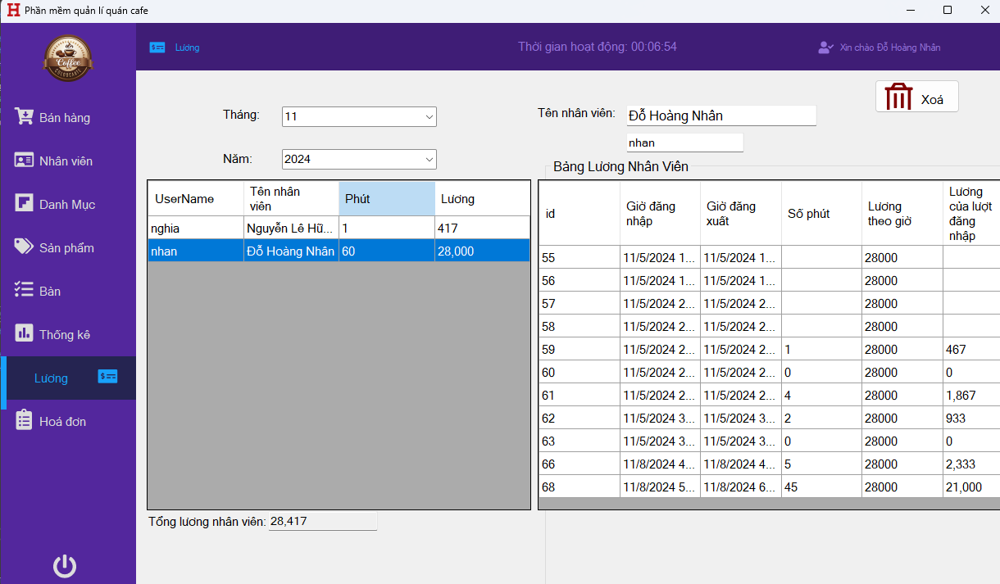 Phần mềm quản lí quán cafe
Coffee
Lương
Thời gian hoạt động: 00:06:54
Xin chào Đỗ Hoàng Nhân
Bán hàng
Nhân viên
Danh Mục
Sản phẩm
Bàn
Thống kê
Lương
Hoá đơn
Tháng:
11
Năm:
2024
Tên nhân viên:
Đỗ Hoàng Nhân
nhan
Xoá
UserName Tên nhân viên Phút Lương
nghia Nguyễn Lê Hữ... 1 417
nhan Đỗ Hoàng Nhân 60 28,000
Tổng lương nhân viên: 28,417
Bảng Lương Nhân Viên
id Giờ đăng nhập Giờ đăng xuất Số phút Lương theo giờ Lương của lượt đăng nhập
55 11/5/2024 1... 11/5/2024 1... 28000
56 11/5/2024 1... 11/5/2024 1... 28000
57 11/5/2024 2... 11/5/2024 2... 28000
58 11/5/2024 2... 11/5/2024 2... 28000
59 11/5/2024 2... 11/5/2024 2... 1 28000 467
60 11/5/2024 2... 11/5/2024 2... 0 28000 0
61 11/5/2024 2... 11/5/2024 2... 4 28000 1,867
62 11/5/2024 3... 11/5/2024 3... 2 28000 933
63 11/5/2024 3... 11/5/2024 3... 0 28000 0
66 11/8/2024 4... 11/8/2024 4... 5 28000 2,333
68 11/8/2024 5... 11/8/2024 6... 45 28000 21,000